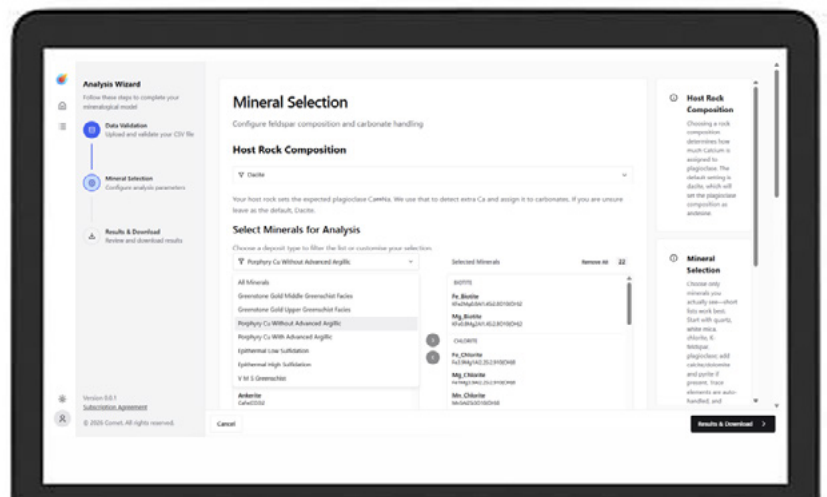 Analysis Wizard
Follow these steps to complete your
mineralogical model
Data Validation
Upload and validate your CSV file
Mineral Selection
Configure analysis parameters
Results & Download
Review and download results
Version 0.0.1
Subscription Agreement
© 2026 Comet. All rights reserved.
Mineral Selection
Configure feldspar composition and carbonate handling
Host Rock Composition
Dacite
Your host rock sets the expected plagioclase We use that to detect extra Ca and assign it to carbonates. If you are unsure
leave as the default, Dacite.
Select Minerals for Analysis
Choose a deposit type to filter the list or customise your selection
Porphyry Cu Without Advanced Argillic
All Minerals
Greenstone Gold Middle Greenschist Facies
Greenstone Gold Upper Greenschist Facies
Porphyry Cu Without Advanced Argillic
Porphyry Cu With Advanced Argillic
Epithermal Low Sulfidation
Epithermal High Sulfidation
V M S Greenschist
Ankerite
Selected Minerals
Remove All 22
BIOTITE
Fe_Biotite
Mg_Biotite
CHLORITE
Fe_Chlorite
Mg_Chlorite
Mn_Chlorite
Cancel
Results & Download
Host Rock
Composition
Choosing a rock
composition
determines how
much Calcium is
assigned to
plagioclase. The
default setting is
dacite, which will
set the plagioclase
composition as
andesine.
Mineral
Selection
Choose only
minerals you
actually see—short
lists work best.
Start with quartz,
white mica,
chlorite, K-
feldspar,
plagioclase; add
calcite/dolomite
and pyrite if
present. Trace
elements are auto-
handled, and